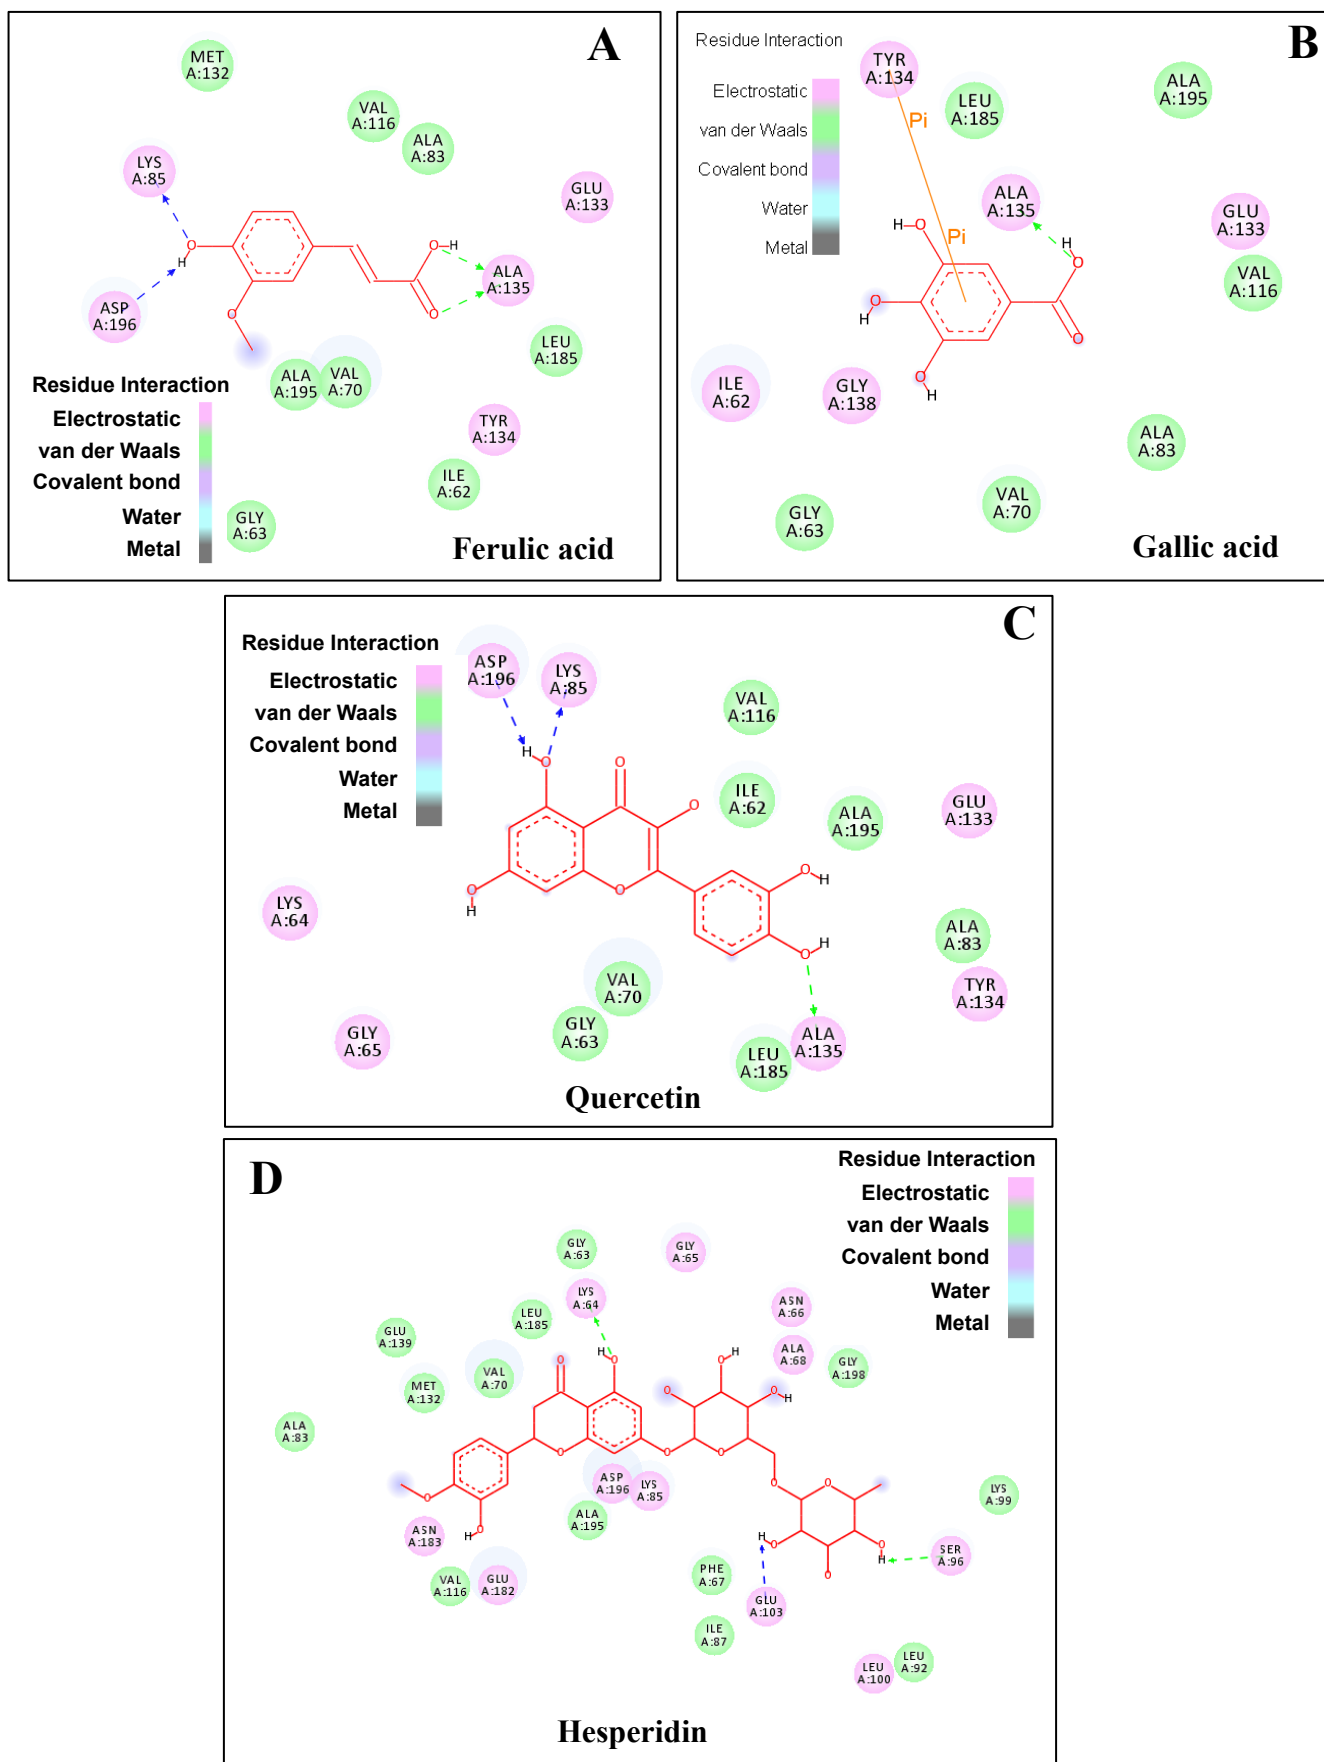 A
MET
A:132
VAL
A:116
ALA
A:83
LYS
A:85
GLU
A:133
H
O
O
H
O
ALA
A:135
ASP
A:196
O
O
LEU
A:185
ALA
A:195
VAL
A:70
TYR
A:134
ILE
A:62
GLY
A:63
Residue Interaction
Electrostatic
van der Waals
Covalent bond
Water
Metal
Ferulic acid
B
Residue Interaction
Electrostatic
van der Waals
Covalent bond
Water
Metal
TYR
A:134
LEU
A:185
ALA
A:195
Pi
ALA
A:135
GLU
A:133
Pi
H
O
H
O
VAL
A:116
O
H
O
O
H
ILE
A:62
GLY
A:138
ALA
A:83
VAL
A:70
GLY
A:63
Gallic acid
C
Residue Interaction
Electrostatic
van der Waals
Covalent bond
Water
Metal
ASP
A:196
LYS
A:85
VAL
A:116
H
O
O
ILE
A:62
O
ALA
A:195
GLU
A:133
O
H
O
O
H
LYS
A:64
H
O
ALA
A:83
VAL
A:70
TYR
A:134
GLY
A:63
GLY
A:65
ALA
A:135
LEU
A:185
Quercetin
D
Residue Interaction
Electrostatic
van der Waals
Covalent bond
Water
Metal
GLY
A:63
GLY
A:65
LYS
A:64
ASN
A:66
LEU
A:185
GLU
A:139
ALA
A:68
GLY
A:198
O
H
O
H
O
VAL
A:70
MET
A:132
O
O
H
ALA
A:83
O
O
O
ASP
A:196
LYS
A:85
O
O
LYS
A:99
O
ALA
A:195
ASN
A:183
H
O
H
O
O
H
SER
A:96
O
PHE
A:67
VAL
A:116
GLU
A:182
GLU
A:103
ILE
A:87
LEU
A:100
LEU
A:92
Hesperidin